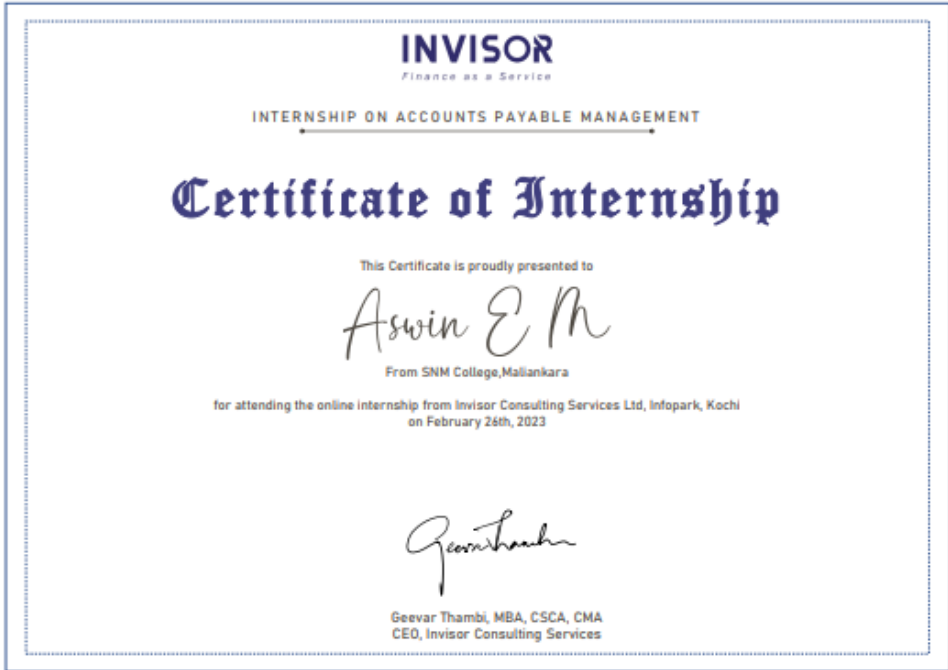 INVISOR
Finance as a Service
INTERNSHIP ON ACCOUNTS PAYABLE MANAGEMENT
Certificate of Internship
This Certificate is proudly presented to
Aswin E M
From SNM College,Maliankara
for attending the online internship from Invisor Consulting Services Ltd, Infopark, Kochi
on February 26th, 2023
Geevar Thambi, MBA, CSCA, CMA
CEO, Invisor Consulting Services